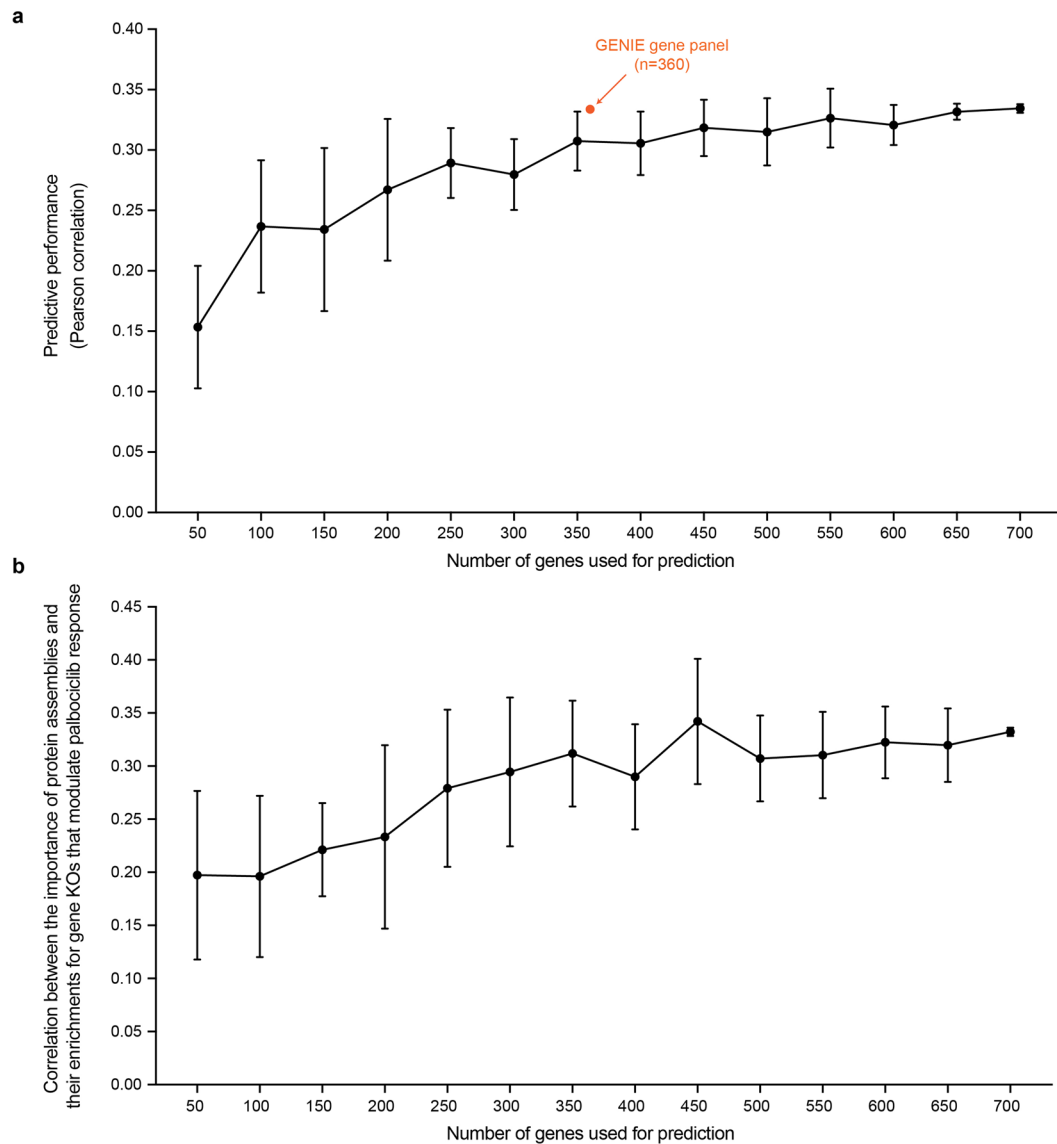 a
Predictive performance
(Pearson correlation)
0.40
0.35
0.30
0.25
0.20
0.15
0.10
0.05
0.00
GENIE gene panel
(n=360)
50 100 150 200 250 300 350 400 450 500 550 600 650 700
Number of genes used for prediction
b
Correlation between the importance of protein assemblies and
their enrichments for gene KOs that modulate palbociclib response
0.45
0.40
0.35
0.30
0.25
0.20
0.15
0.10
0.05
0.00
50 100 150 200 250 300 350 400 450 500 550 600 650 700
Number of genes used for prediction